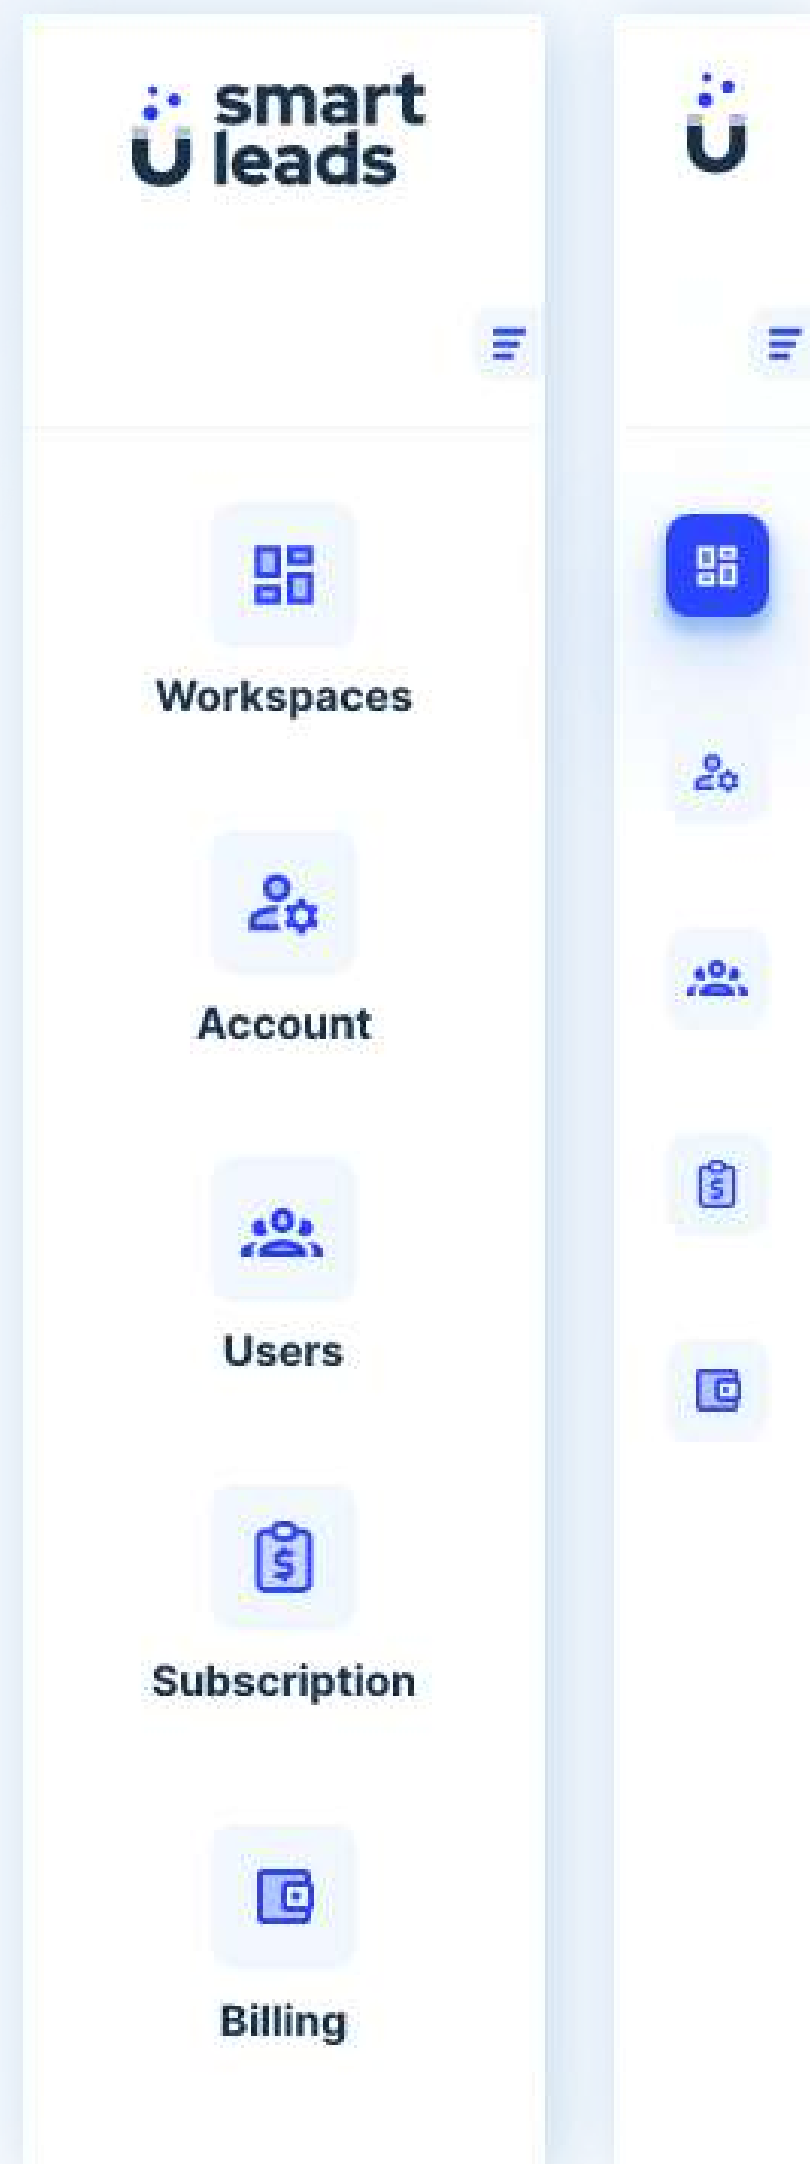 smart
leads
Workspaces
Account
Users
Subscription
Billing